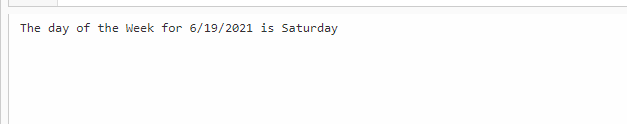 The day of the Week for 6/19/2021 is Saturday